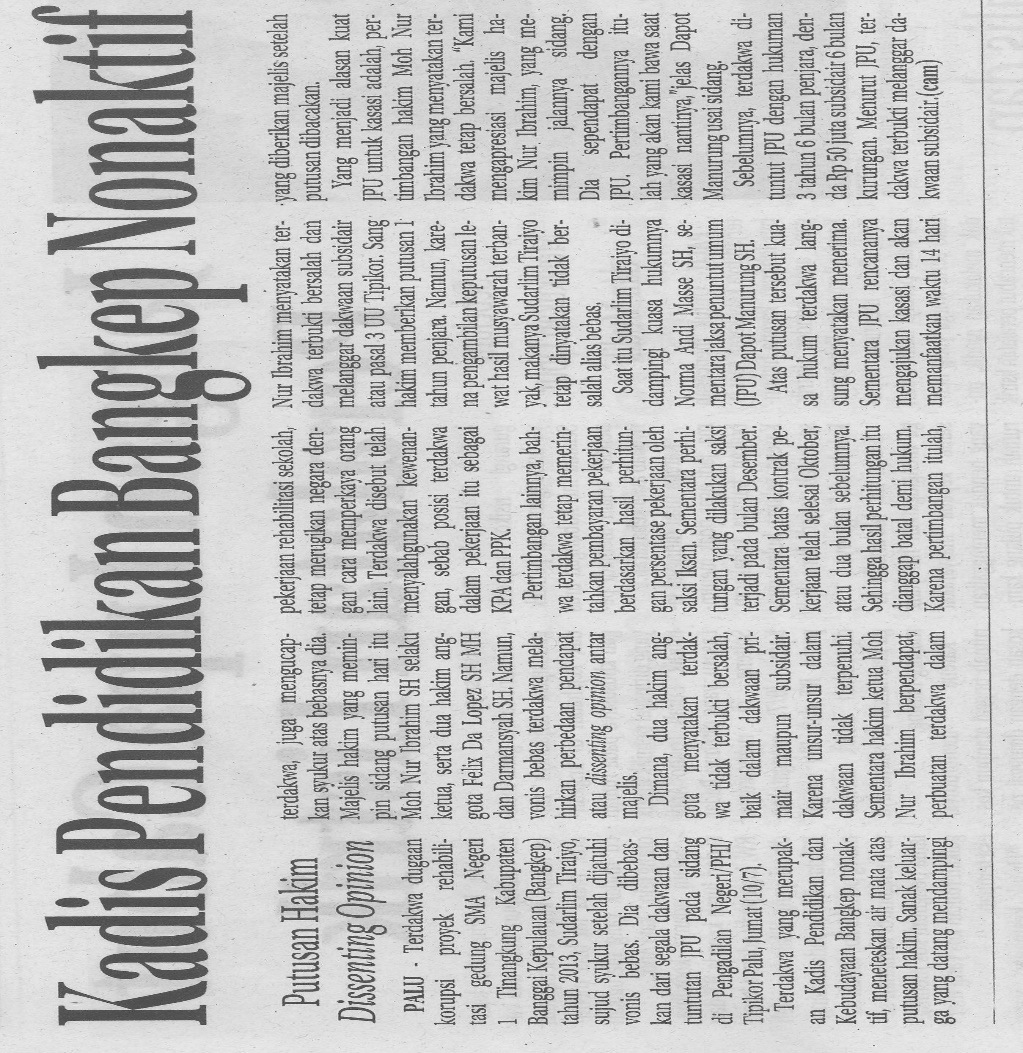 Kadis Pendidikan Bangkep Nonaktif
Putusan Hakim
Dissenting Opinion
PALU - Terdakwa dugaan
korupsi proyek rehabili-
tasi gedung SMA Negeri
1 Tinangkung Kabupaten
Banggai Kepulauan (Bangkep)
tahun 2013, Sudarlim Tiraiyo,
sujud syukur setelah dijatuhi
vonis bebas. Dia dibebas-
kan dari segala dakwaan dan
tuntutan JPU pada sidang
di Pengadilan Negeri/PHI/
Tipikor Palu, Jumat (10/7).
Terdakwa yang merupak-
an Kadis Pendidikan dan
Kebudayaan Bangkep nonak-
tif, meneteskan air mata atas
putusan hakim. Sanak keluar-
ga yang datang mendampingi
terdakwa, juga mengucap-
kan syukur atas bebasnya dia.
Majelis hakim yang memim-
pin sidang putusan hari itu
Moh Nur Ibrahim SH selaku
ketua, serta dua hakim ang-
gota Felix Da Lopez SH MH
dan Darmansyah SH. Namun,
vonis bebas terdakwa mela-
hirkan perbedaan pendapat
atau dissenting opinion antar
majelis.
Dimana, dua hakim ang-
gota menyatakan terdak-
wa tidak terbukti bersalah,
baik dalam dakwaan pri-
mair maupun subsidair.
Karena unsur-unsur dalam
dakwaan tidak terpenuhi.
Sementara hakim ketua Moh
Nur Ibrahim berpendapat,
perbuatan terdakwa dalam
pekerjaan rehabilitasi sekolah,
tetap merugikan negara den-
gan cara memperkaya orang
lain. Terdakwa disebut telah
menyalahgunakan kewenan-
gan, sebab posisi terdakwa
dalam pekerjaan itu sebagai
KPA dan PPK.
Pertimbangan lainnya, bah-
wa terdakwa tetap memerin-
tahkan pembayaran pekerjaan
berdasarkan hasil perhitun-
gan persentase pekerjaan oleh
saksi Iksan. Sementara perhi-
tungan yang dilakukan saksi
terjadi pada bulan Desember.
Sementara batas kontrak pe-
kerjaan telah selesai Oktober,
atau dua bulan sebelumnya.
Sehingga hasil perhitungan itu
dianggap batal demi hukum.
Karena pertimbangan itulah,
Nur Ibrahim menyatakan ter-
dakwa terbukti bersalah dan
melanggar dakwaan subsidair
atau pasal 3 UU Tipikor. Sang
hakim memberikan putusan 1
tahun penjara. Namun, kare-
na pengambilan keputusan le-
wat hasil musyawarah terban-
yak, makanya Sudarlim Tiraiyo
tetap dinyatakan tidak ber-
salah alias bebas.
Saat itu Sudarlim Tiraiyo di-
dampingi kuasa hukumnya
Norma Andi Masse SH, se-
mentara jaksa penuntut umum
(JPU) Dapot Manurung SH.
Atas putusan tersebut kua-
sa hukum terdakwa lang-
sung menyatakan menerima.
Sementara JPU rencananya
mengajukan kasasi dan akan
memanfaatkan waktu 14 hari
yang diberikan majelis setelah
putusan dibacakan.
Yang menjadi alasan kuat
JPU untuk kasasi adalah, per-
timbangan hakim Moh Nur
Ibrahim yang menyatakan ter-
dakwa tetap bersalah. "Kami
mengapresiasi majelis ha-
kim Nur Ibrahim, yang me-
mimpin jalannya sidang.
Dia sependapat dengan
JPU. Pertimbangannya itu-
lah yang akan kami bawa saat
kasasi nantinya," jelas Dapot
Manurung usai sidang.
Sebelumnya, terdakwa di-
tuntut JPU dengan hukuman
3 tahun 6 bulan penjara, den-
da Rp 50 juta subsidair 6 bulan
kurungan. Menurut JPU, ter-
dakwa terbukti melanggar da-
kwaan subsidair.(cam)